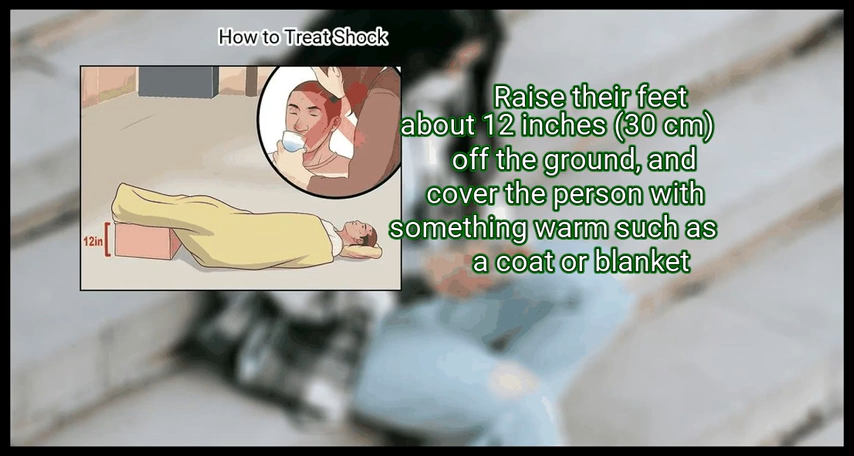 How to Treat Shock
Raise their feet
about 12 inches (30 cm)
off the ground, and
cover the person with
something warm such as
a coat or blanket
12in